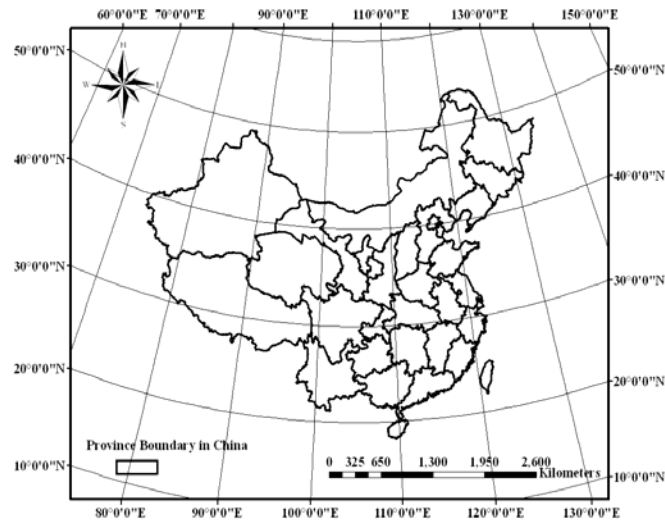 60°0'0"E 70°0'0"E 90°0'0"E 110°0'0"E 130°0'0"E 150°0'0"E
N
50°0'0"N
50°0'0"N
W
E
S
40°0'0"N
40°0'0"N
30°0'0"N
30°0'0"N
20°0'0"N
20°0'0"N
Province Boundary in China
0 325 650 1,300 1,950 2,600
Kilometers
10°0'0"N
10°0'0"N
80°0'0"E 90°0'0"E 100°0'0"E 110°0'0"E 120°0'0"E 130°0'0"E